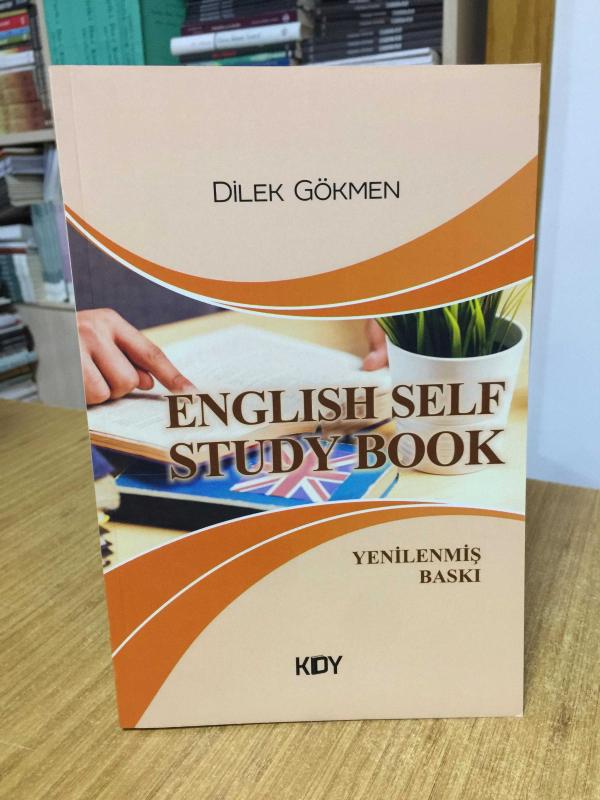 DİLEK GÖKMEN
ENGLISH SELF
STUDY BOOK
YENİLENMİŞ
BASKI
KDY